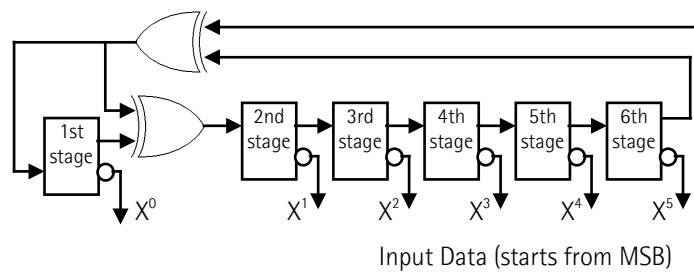 1st
stage
2nd
stage
3rd
stage
4th
stage
5th
stage
6th
stage
X⁰
X¹
X²
X³
X⁴
X⁵
Input Data (starts from MSB)